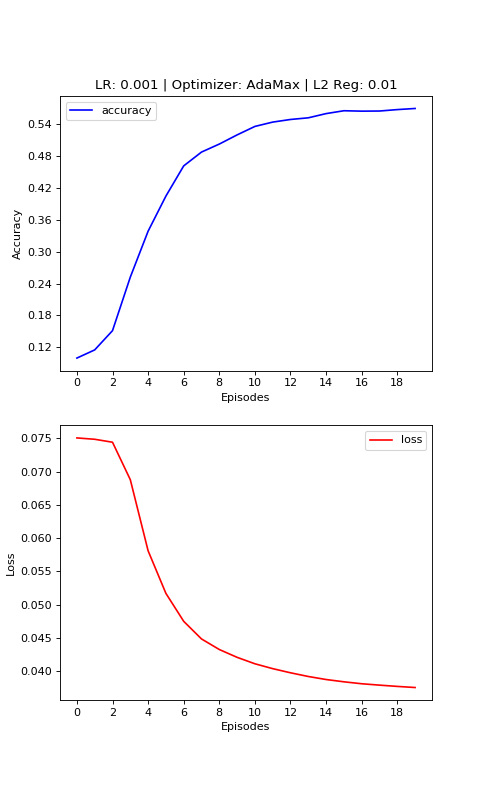 LR: 0.001 | Optimizer: AdaMax | L2 Reg: 0.01
accuracy
0.54
0.48
0.42
0.36
0.30
0.24
0.18
0.12
Accuracy
0 2 4 6 8 10 12 14 16 18
Episodes
loss
0.075
0.070
0.065
0.060
0.055
0.050
0.045
0.040
Loss
0 2 4 6 8 10 12 14 16 18
Episodes